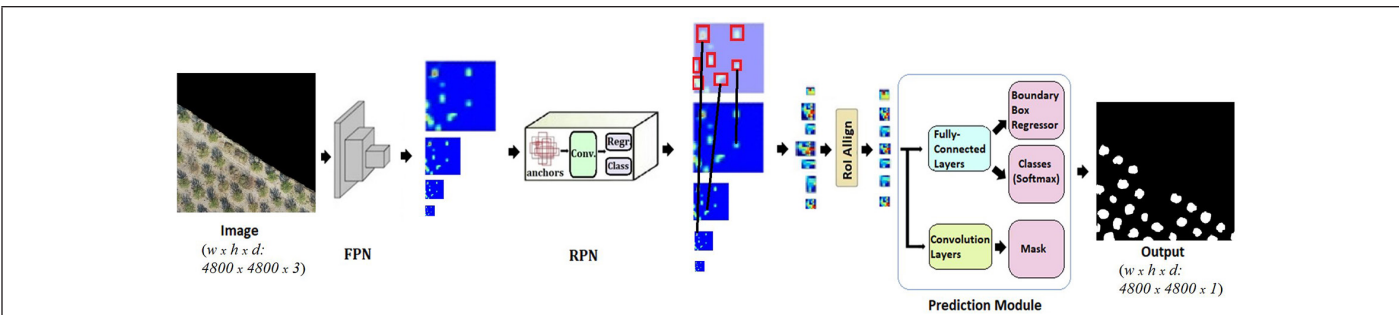 Image
(w x h x d:
4800 x 4800 x 3)
FPN
anchors
Conv.
Regr
Class
RPN
RoI Allign
Fully-
Connected
Layers
Boundary
Box
Regressor
Classes
(Softmax)
Convolution
Layers
Mask
Prediction Module
Output
(w x h x d:
4800 x 4800 x 1)